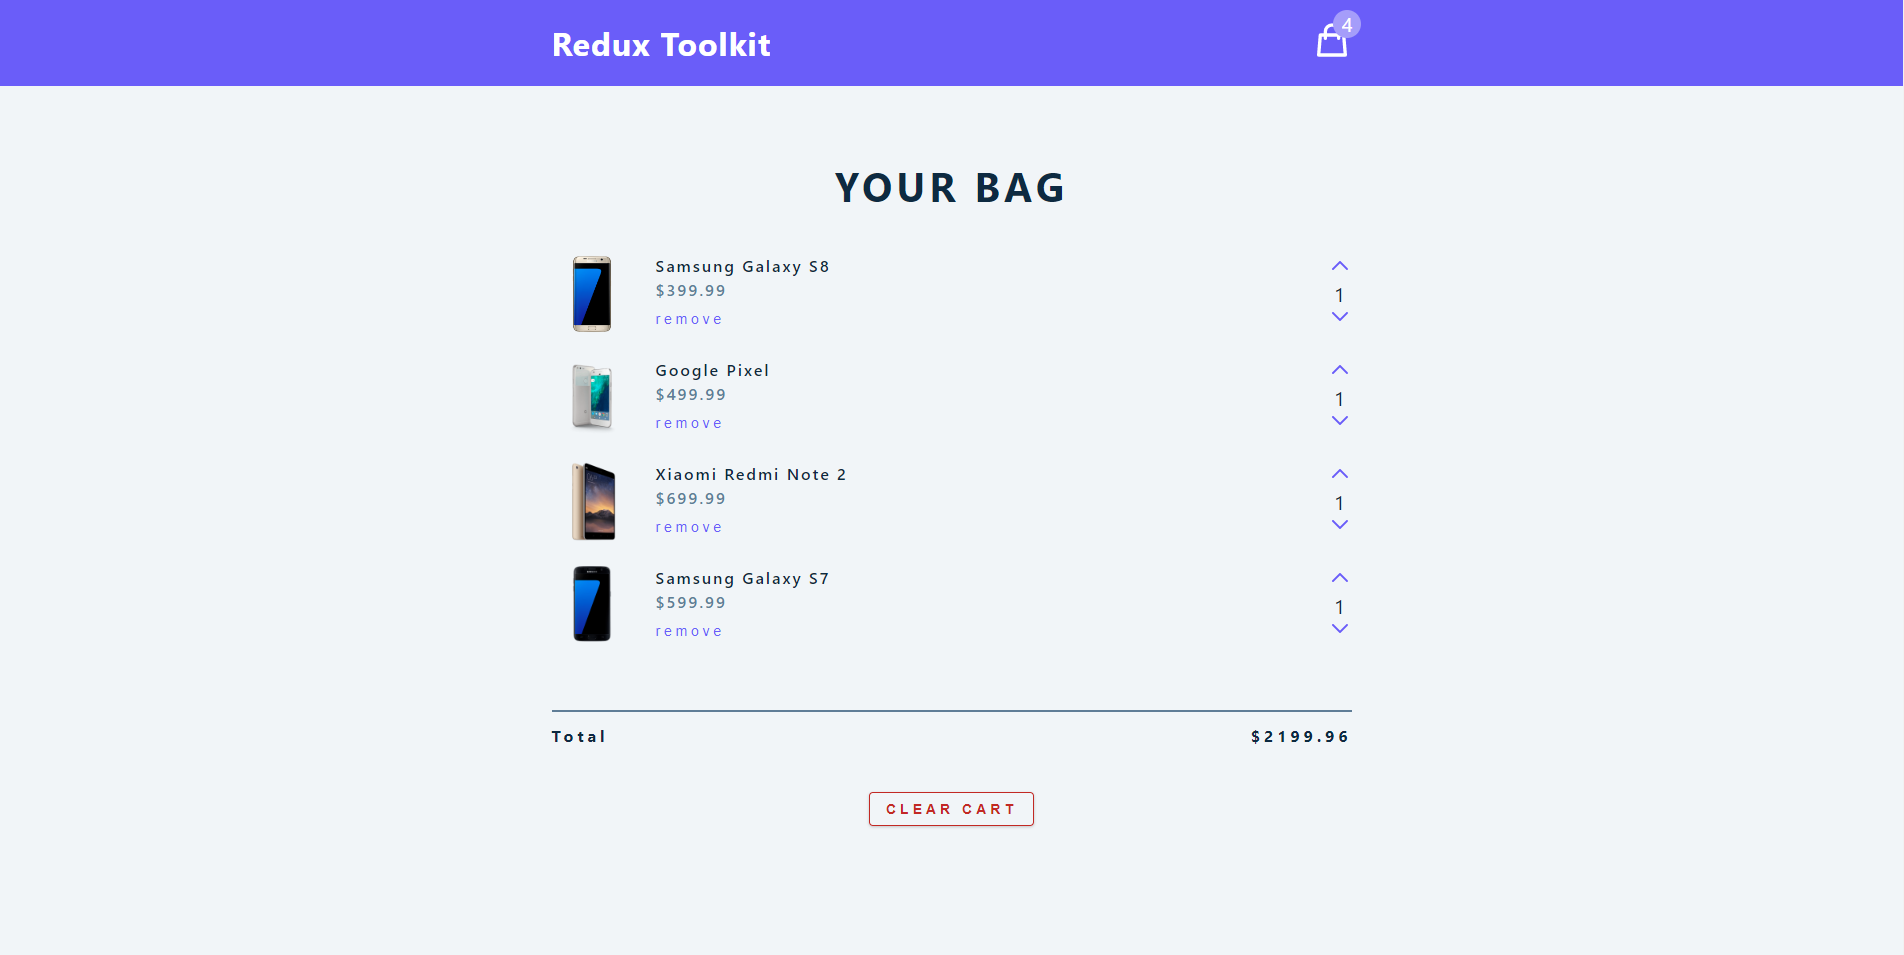 Redux Toolkit
4
YOUR BAG
Samsung Galaxy S8
$399.99
remove
1
Google Pixel
$499.99
remove
1
Xiaomi Redmi Note 2
$699.99
remove
1
Samsung Galaxy S7
$599.99
remove
1
Total $2199.96
CLEAR CART